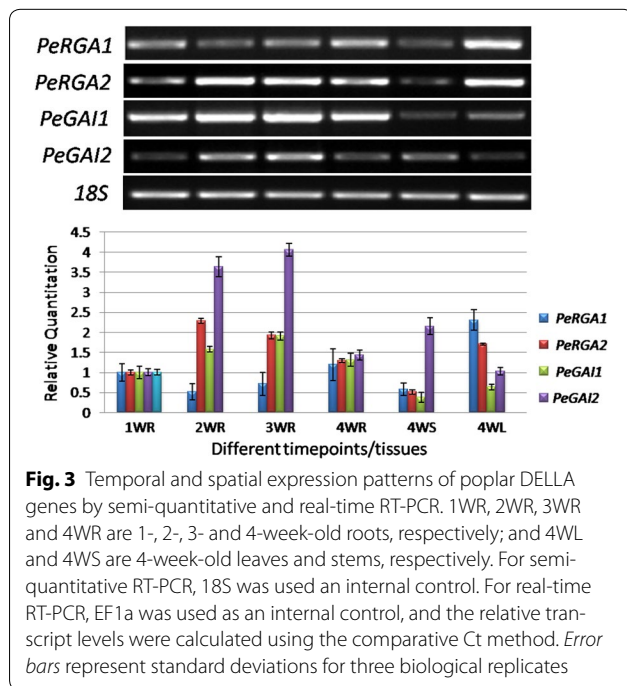 PeRGA1
PeRGA2
PeGAI1
PeGAI2
18S
4.5
4
3.5
3
2.5
2
1.5
1
0.5
0
Relative Quantitation
1WR 2WR 3WR 4WR 4WS 4WL
Different timepoints/tissues
PeRGA1
PeRGA2
PeGAI1
PeGAI2
Fig. 3 Temporal and spatial expression patterns of poplar DELLA
genes by semi-quantitative and real-time RT-PCR. 1WR, 2WR, 3WR
and 4WR are 1-, 2-, 3- and 4-week-old roots, respectively; and 4WL
and 4WS are 4-week-old leaves and stems, respectively. For semi-
quantitative RT-PCR, 18S was used an internal control. For real-time
RT-PCR, EF1a was used as an internal control, and the relative tran-
script levels were calculated using the comparative Ct method. Error
bars represent standard deviations for three biological replicates